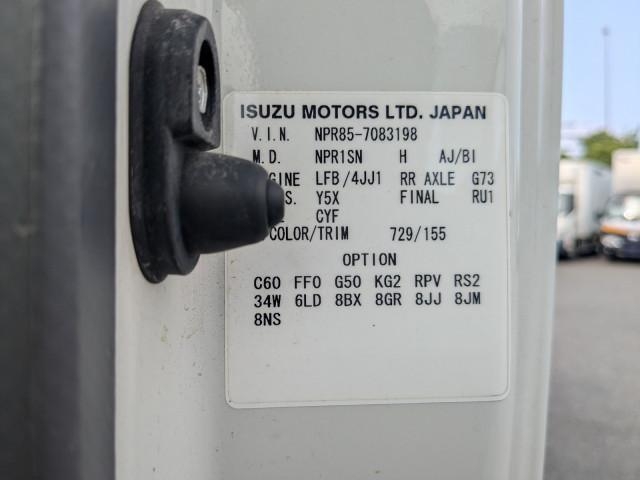 ISUZU MOTORS LTD. JAPAN
V.I.N. NPR85-7083198
M.D. NPR1SN H AJ/BI
GINE LFB/4JJ1 RR AXLE G73
S. Y5X FINAL RU1
CYF
COLOR/TRIM 729/155
OPTION
C60 FF0 G50 KG2 RPV RS2
34W 6LD 8BX 8GR 8JJ 8JM
8NS